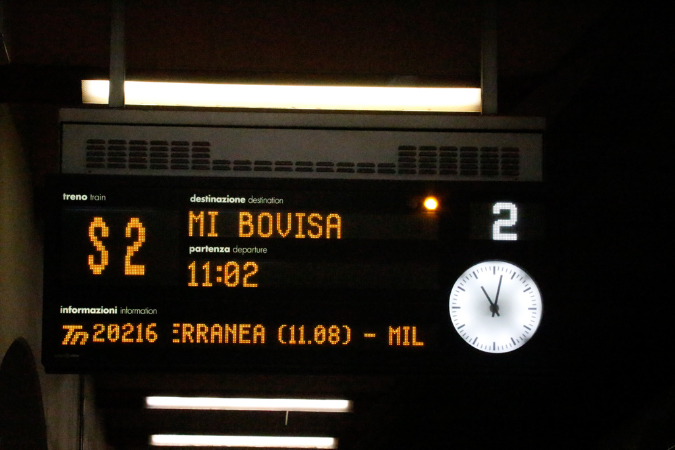 treno train
destinazione destination
2
S2
MI BOVISA
partenza departure
11:02
informazioni information
Tn 20216 ERRANEA (11.08) - MIL